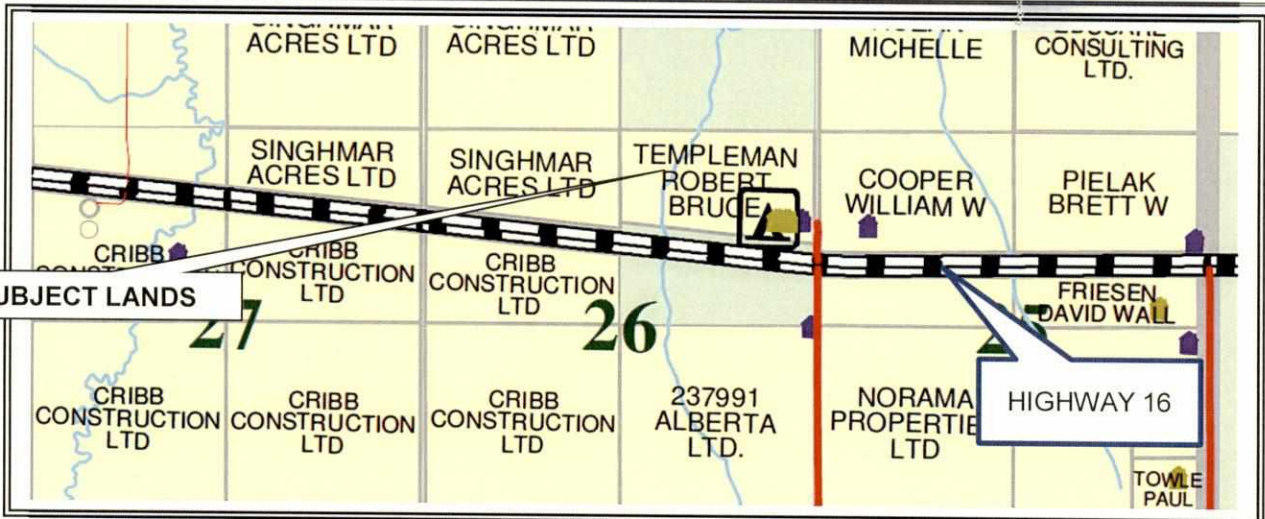 ACRES LTD
ACRES LTD
MICHELLE
CONSULTING
LTD.
SINGHMAR
ACRES LTD
SINGHMAR
ACRES LTD
TEMPLEMAN
ROBERT
BRUCE
COOPER
WILLIAM W
PIELAK
BRETT W
CRIBB
CRIBB
CONSTRUCTION
LTD
CRIBB
CONSTRUCTION
LTD
FRIESEN
DAVID WALL
UBJECT LANDS
27
26
HIGHWAY 16
CRIBB
CONSTRUCTION
LTD
CRIBB
CONSTRUCTION
LTD
CRIBB
CONSTRUCTION
LTD
237991
ALBERTA
LTD.
NORAMA
PROPERTIE
LTD
TOWLE
PAUL